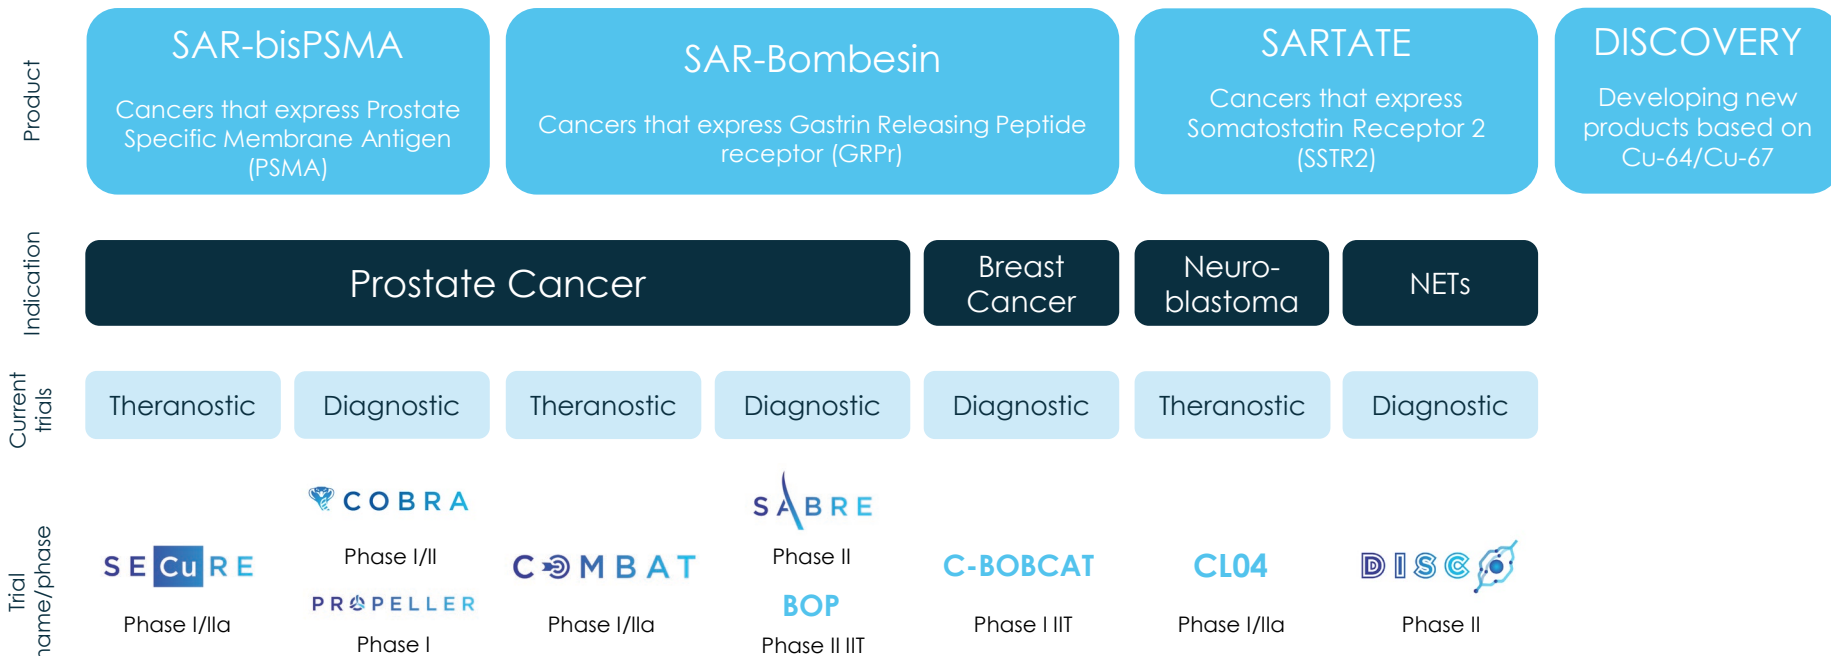 Product
SAR-bisPSMA
Cancers that express Prostate
Specific Membrane Antigen
(PSMA)
SAR-Bombesin
Cancers that express Gastrin Releasing Peptide
receptor (GRPr)
SARTATE
Cancers that express
Somatostatin Receptor 2
(SSTR2)
DISCOVERY
Developing new
products based on
Cu-64/Cu-67
Indication
Prostate Cancer
Breast
Cancer
Neuro-
blastoma
NETs
Current
trials
Theranostic
Diagnostic
Theranostic
Diagnostic
Diagnostic
Theranostic
Diagnostic
Trial
name/phase
SECuRE
Phase I/IIa
COBRA
Phase I/II
PROPELLER
Phase I
COMBAT
Phase I/IIa
SABRE
Phase II
BOP
Phase II IIT
C-BOBCAT
Phase I IIT
CL04
Phase I/IIa
DISCO
Phase II